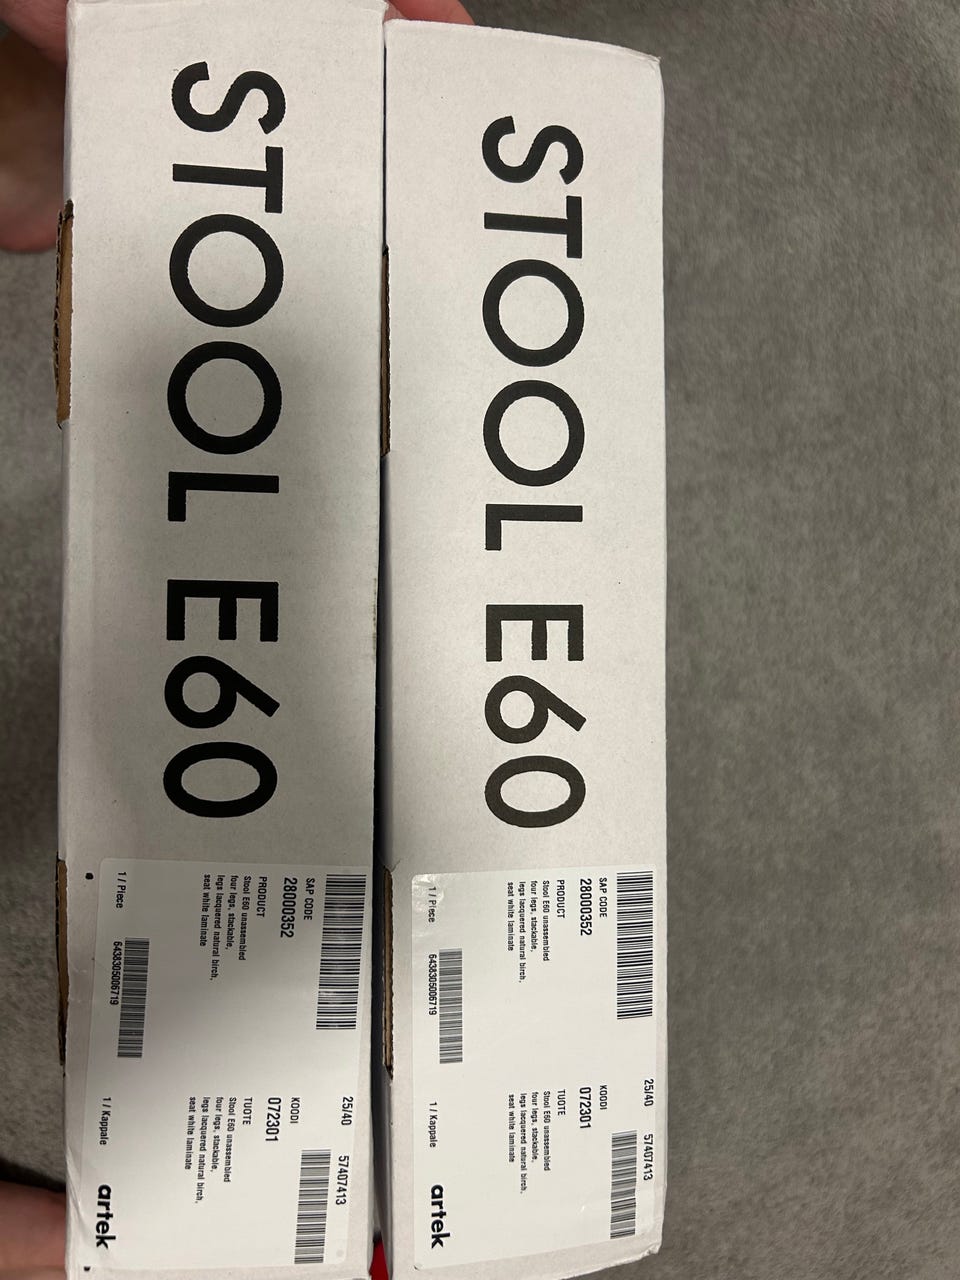 STOOL E60
25/40 57407413
SAP CODE
28000352
KOODI
072301
PRODUCT
Stool E60 unassembled
four legs, stackable,
legs lacquered natural birch,
seat white laminate
TUOTE
Stool E60 unassembled
four legs, stackable,
legs lacquered natural birch,
seat white laminate
6438305006719
1 / Piece
1 / Kappale
artek
STOOL E60
25/40 57407413
SAP CODE
28000352
KOODI
072301
PRODUCT
Stool E60 unassembled
four legs, stackable,
legs lacquered natural birch,
seat white laminate
TUOTE
Stool E60 unassembled
four legs, stackable,
legs lacquered natural birch,
seat white laminate
6438305006719
1 / Piece
1 / Kappale
artek